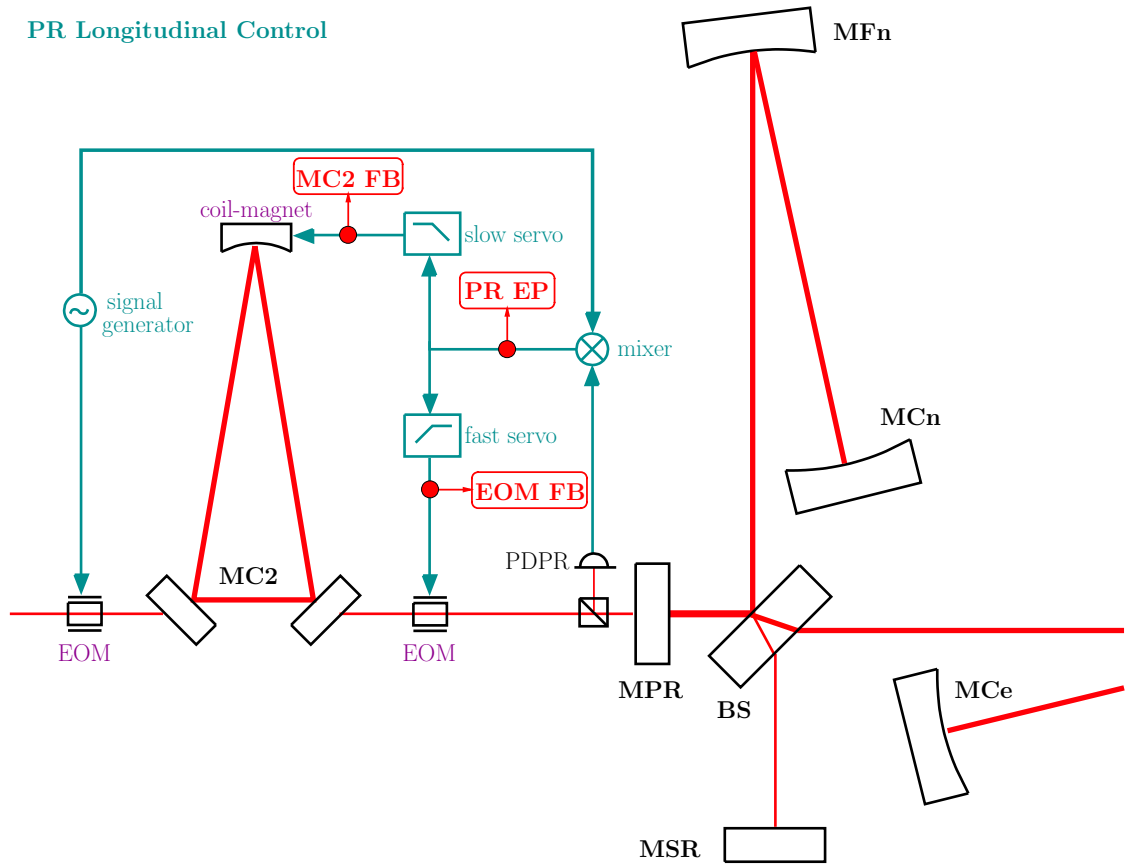 PR Longitudinal Control
MFn
MC2 FB
coil-magnet
slow servo
PR EP
signal
generator
mixer
MCn
fast servo
EOM FB
PDPR
MC2
EOM
EOM
MPR
BS
MCe
MSR